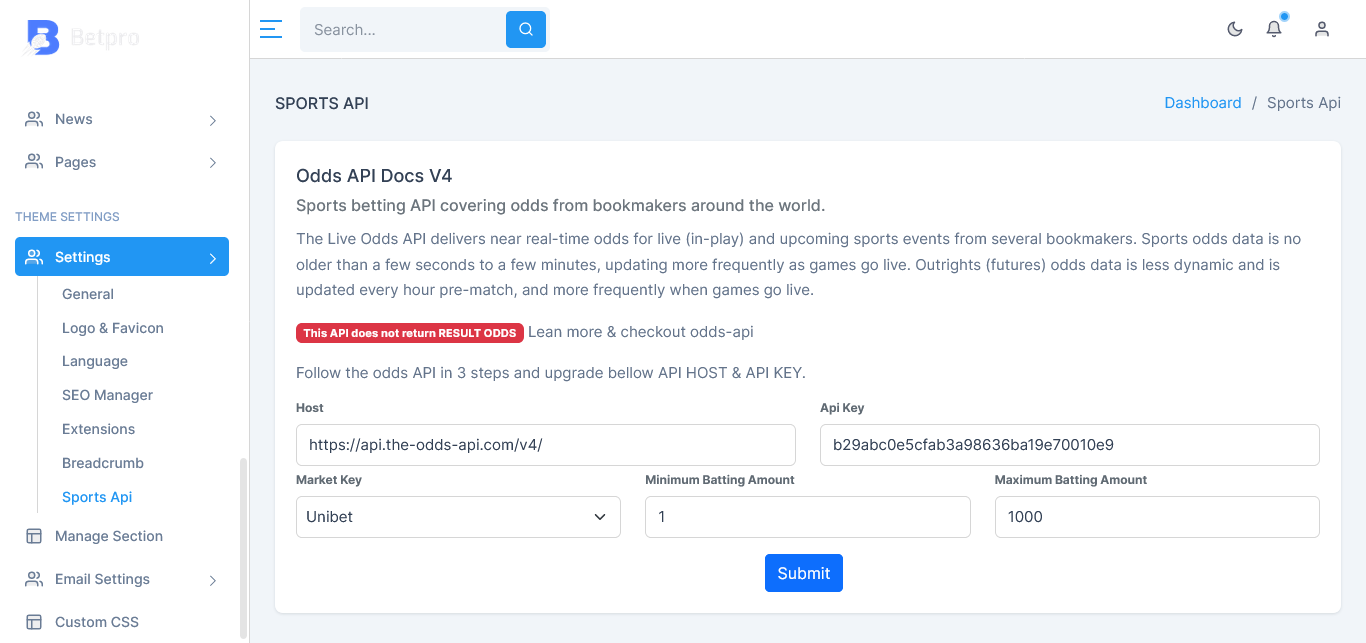 Betpro
Search...
News
Pages
THEME SETTINGS
Settings
General
Logo & Favicon
Language
SEO Manager
Extensions
Breadcrumb
Sports Api
Manage Section
Email Settings
Custom CSS
SPORTS API
Dashboard / Sports Api
Odds API Docs V4
Sports betting API covering odds from bookmakers around the world.
The Live Odds API delivers near real-time odds for live (in-play) and upcoming sports events from several bookmakers. Sports odds data is no
older than a few seconds to a few minutes, updating more frequently as games go live. Outrights (futures) odds data is less dynamic and is
updated every hour pre-match, and more frequently when games go live.
This API does not return RESULT ODDS Lean more & checkout odds-api
Follow the odds API in 3 steps and upgrade bellow API HOST & API KEY.
Host Api Key
https://api.the-odds-api.com/v4/ b29abc0e5cfab3a98636ba19e70010e9
Market Key Minimum Batting Amount Maximum Batting Amount
Unibet 1 1000
Submit